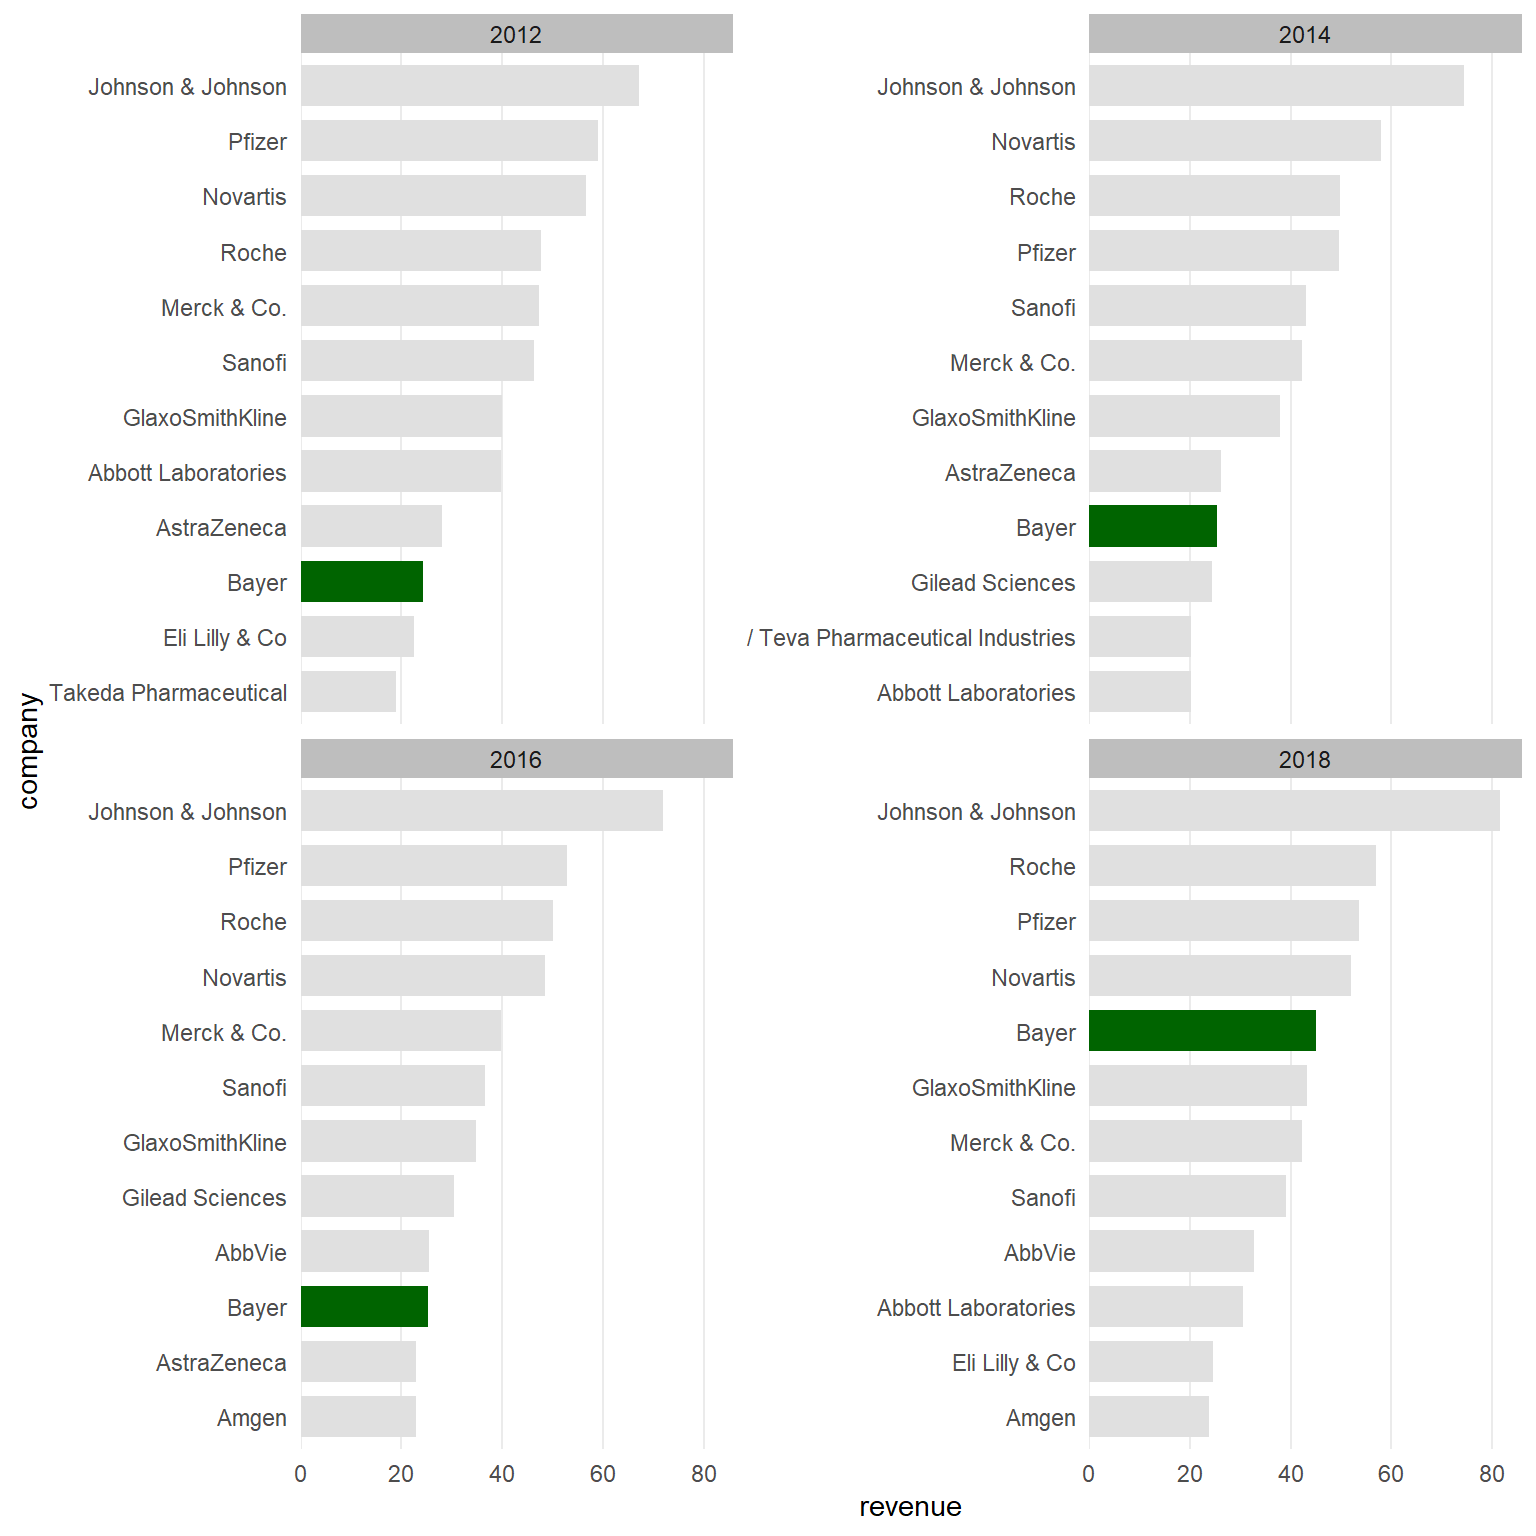 2012
Johnson & Johnson
Pfizer
Novartis
Roche
Merck & Co.
Sanofi
GlaxoSmithKline
Abbott Laboratories
AstraZeneca
Bayer
Eli Lilly & Co
Takeda Pharmaceutical
2014
Johnson & Johnson
Novartis
Roche
Pfizer
Sanofi
Merck & Co.
GlaxoSmithKline
AstraZeneca
Bayer
Gilead Sciences
/ Teva Pharmaceutical Industries
Abbott Laboratories
company
2016
Johnson & Johnson
Pfizer
Roche
Novartis
Merck & Co.
Sanofi
GlaxoSmithKline
Gilead Sciences
AbbVie
Bayer
AstraZeneca
Amgen
0 20 40 60 80
2018
Johnson & Johnson
Roche
Pfizer
Novartis
Bayer
GlaxoSmithKline
Merck & Co.
Sanofi
AbbVie
Abbott Laboratories
Eli Lilly & Co
Amgen
0 20 40 60 80
revenue